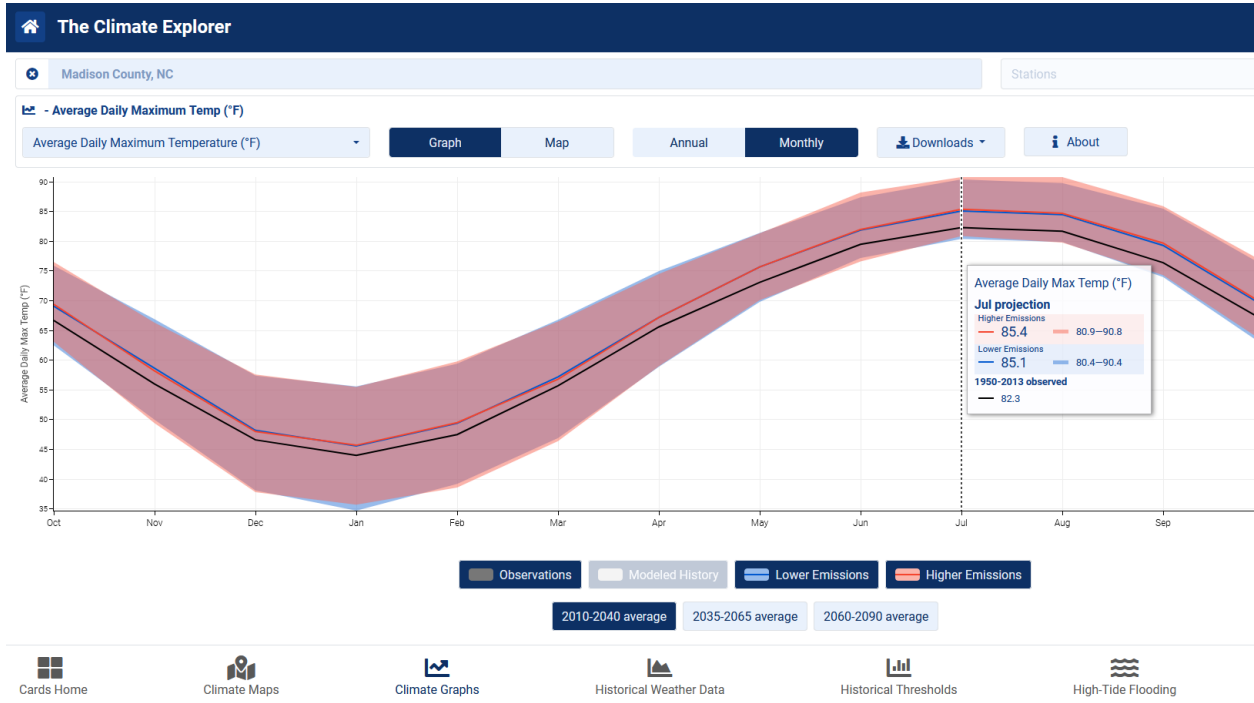 The Climate Explorer
Madison County, NC
Stations
- Average Daily Maximum Temp (°F)
Average Daily Maximum Temperature (°F)
Graph
Map
Annual
Monthly
Downloads
About
90
85
80
75
70
65
60
55
50
45
40
35
Average Daily Max Temp (°F)
Oct
Nov
Dec
Jan
Feb
Mar
Apr
May
Jun
Jul
Aug
Sep
Average Daily Max Temp (°F)
Jul projection
Higher Emissions
85.4 80.9—90.8
Lower Emissions
85.1 80.4—90.4
1950-2013 observed
82.3
Observations
Modeled History
Lower Emissions
Higher Emissions
2010-2040 average
2035-2065 average
2060-2090 average
Cards Home
Climate Maps
Climate Graphs
Historical Weather Data
Historical Thresholds
High-Tide Flooding